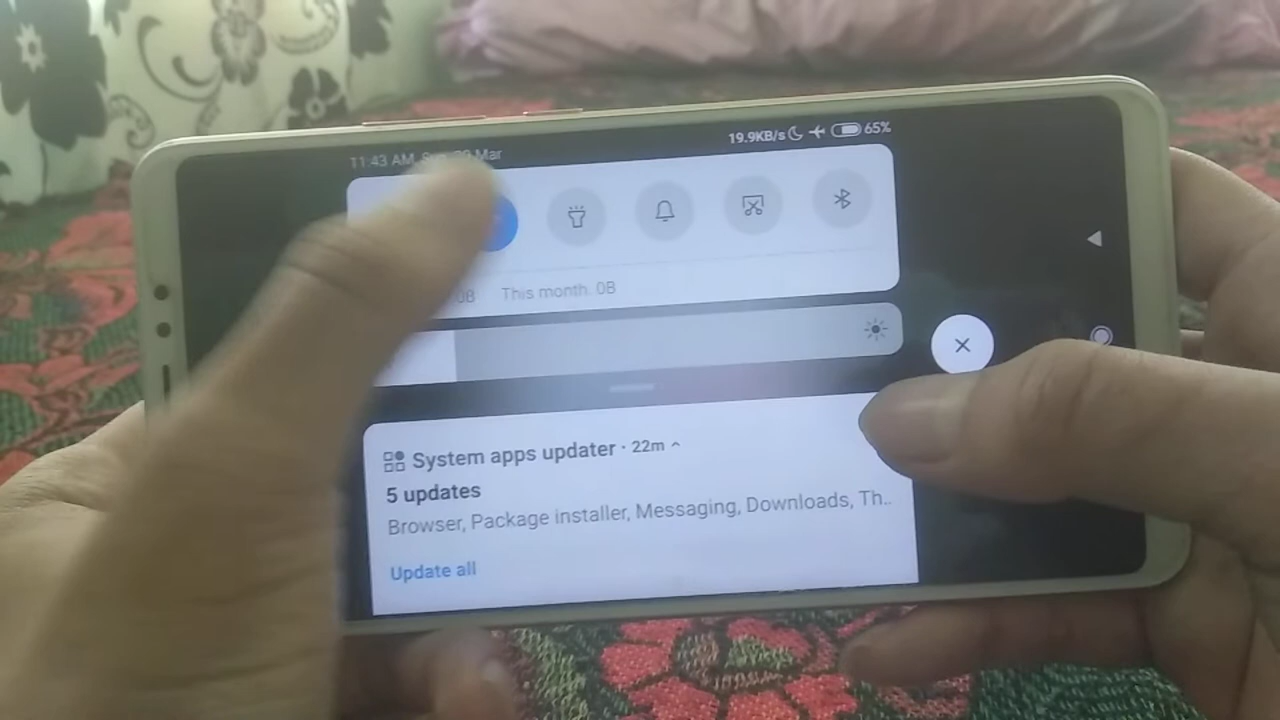 11:43 AM, Mar
19.9KB/s 65%
This month: 0B
System apps updater · 22m
5 updates
Browser, Package installer, Messaging, Downloads, Th..
Update all